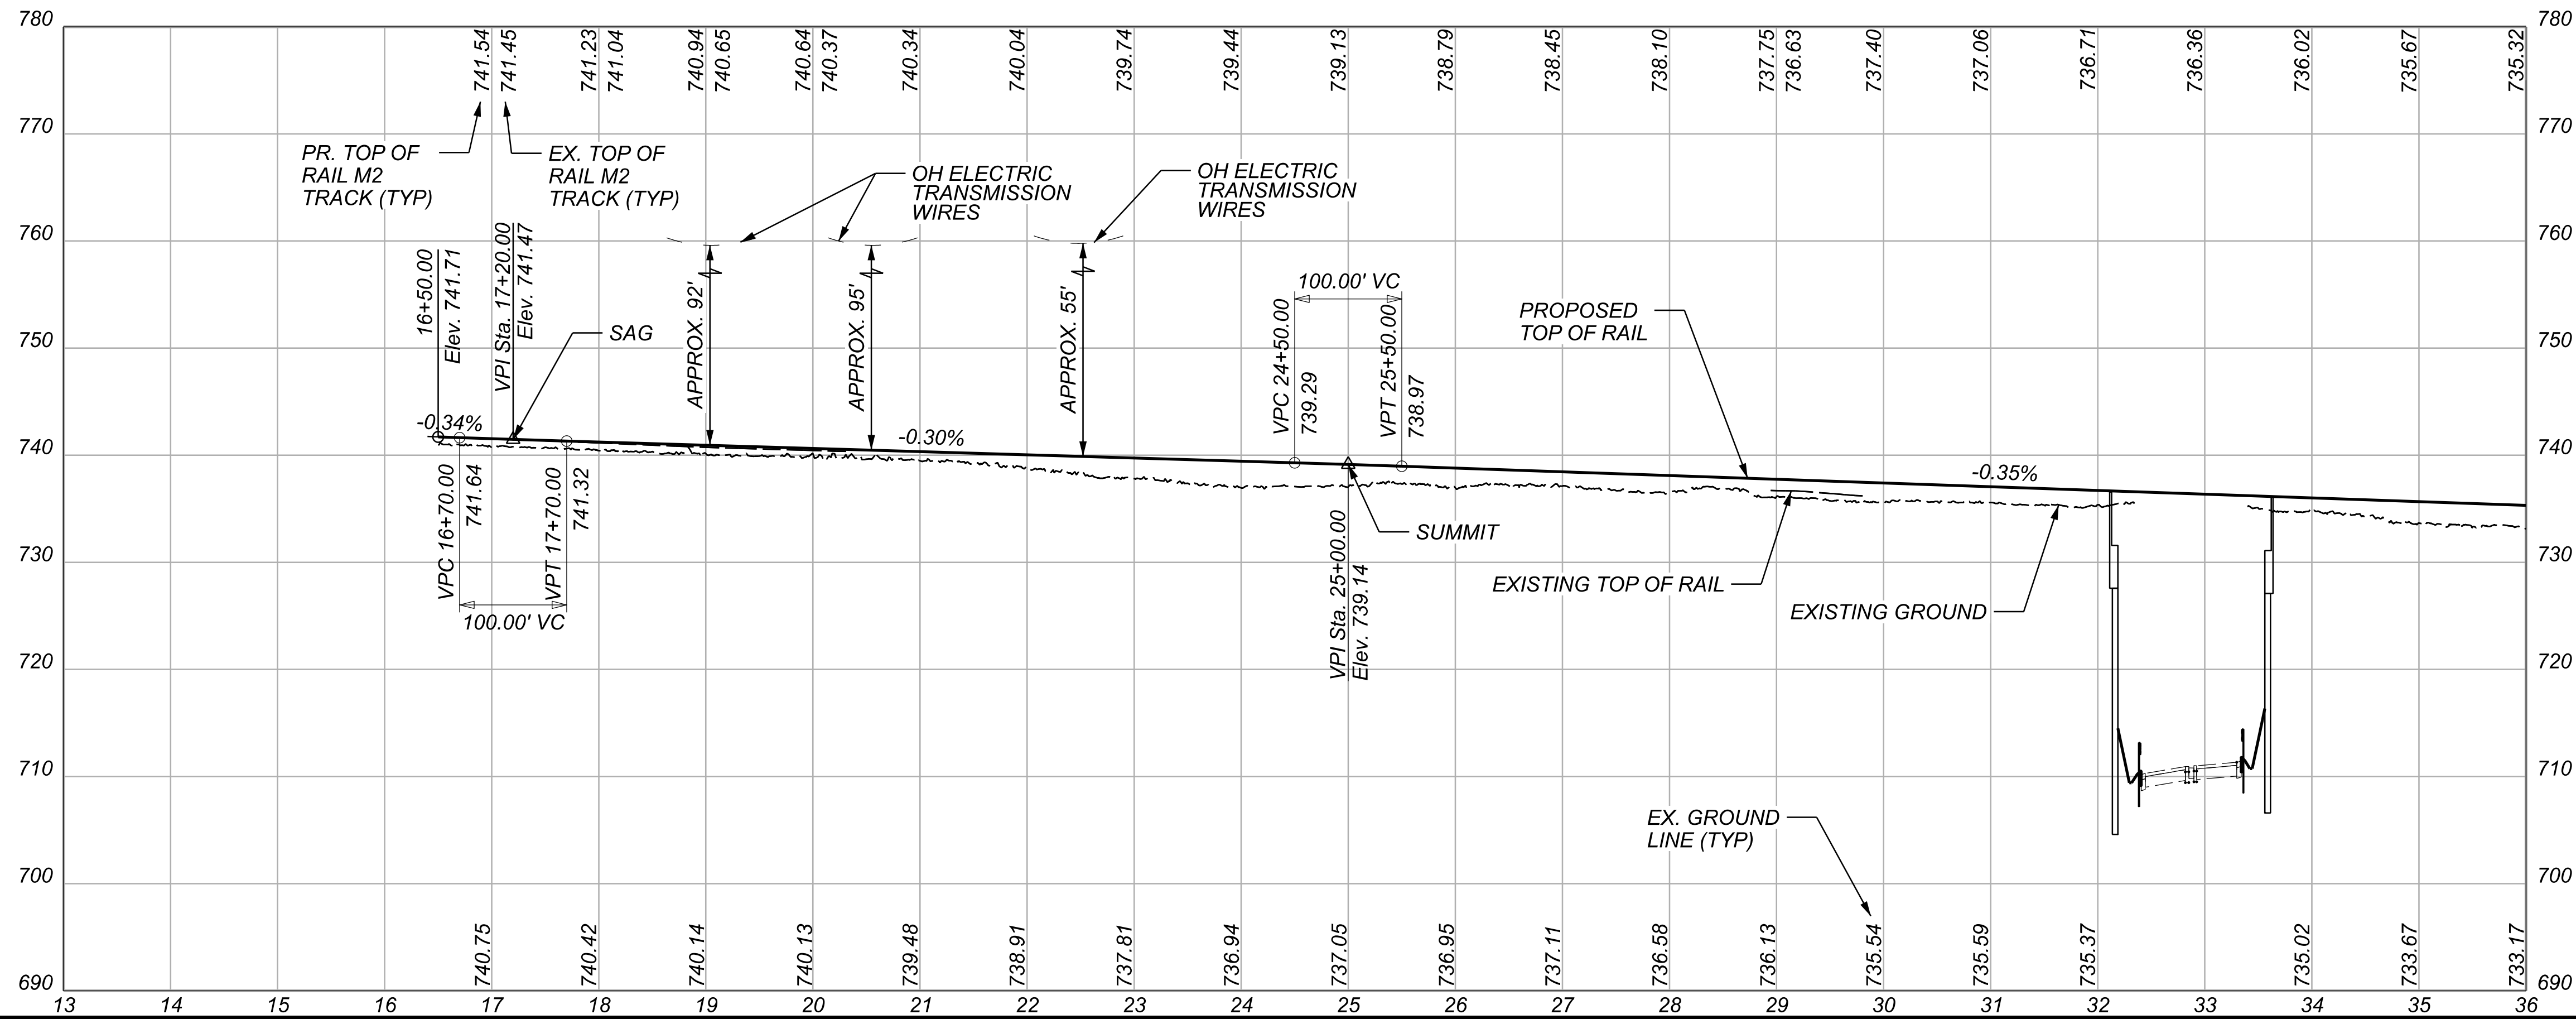 780
780
741.54
741.45
741.23
741.04
740.94
740.65
740.64
740.37
740.34
740.04
739.74
739.44
739.13
738.79
738.45
738.10
737.75
736.63
737.40
737.06
736.71
736.36
736.02
735.67
735.32
770
770
PR. TOP OF
RAIL M2
TRACK (TYP)
EX. TOP OF
RAIL M2
TRACK (TYP)
OH ELECTRIC
TRANSMISSION
WIRES
OH ELECTRIC
TRANSMISSION
WIRES
760
760
16+50.00
Elev. 741.71
VPI Sta. 17+20.00
Elev. 741.47
SAG
APPROX. 92'
APPROX. 95'
APPROX. 55'
100.00' VC
VPC 24+50.00
739.29
VPT 25+50.00
738.97
PROPOSED
TOP OF RAIL
750
750
-0.34%
-0.30%
-0.35%
740
740
VPC 16+70.00
741.64
VPT 17+70.00
741.32
100.00' VC
VPI Sta. 25+00.00
Elev. 739.14
SUMMIT
EXISTING TOP OF RAIL
EXISTING GROUND
730
730
720
720
710
710
EX. GROUND
LINE (TYP)
700
700
740.75
740.42
740.14
740.13
739.48
738.91
737.81
736.94
737.05
736.95
737.11
736.58
736.13
735.54
735.59
735.37
735.02
733.67
733.17
690
690
13 14 15 16 17 18 19 20 21 22 23 24 25 26 27 28 29 30 31 32 33 34 35 36